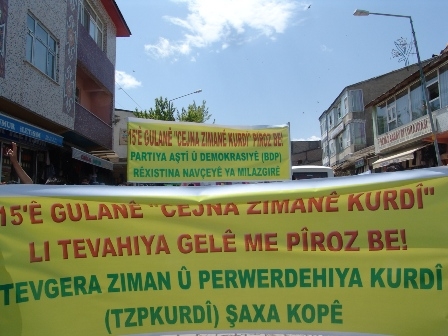 15'Ê GULANÊ "CEJNA ZIMANÊ KURDÎ" PÎROZ BE!
PARTIYA AŞTÎ Û DEMOKRASIYÊ (BDP)
RÊXISTINA NAVÇEYÊ YA MILAZGIRÊ
15'Ê GULANÊ "CEJNA ZIMANÊ KURDÎ"
LI TEVAHIYA GELÊ ME PÎROZ BE!
TEVGERA ZIMAN Û PERWERDEHIYA KURDÎ
(TZPKURDÎ) ŞAXA KOPÊ